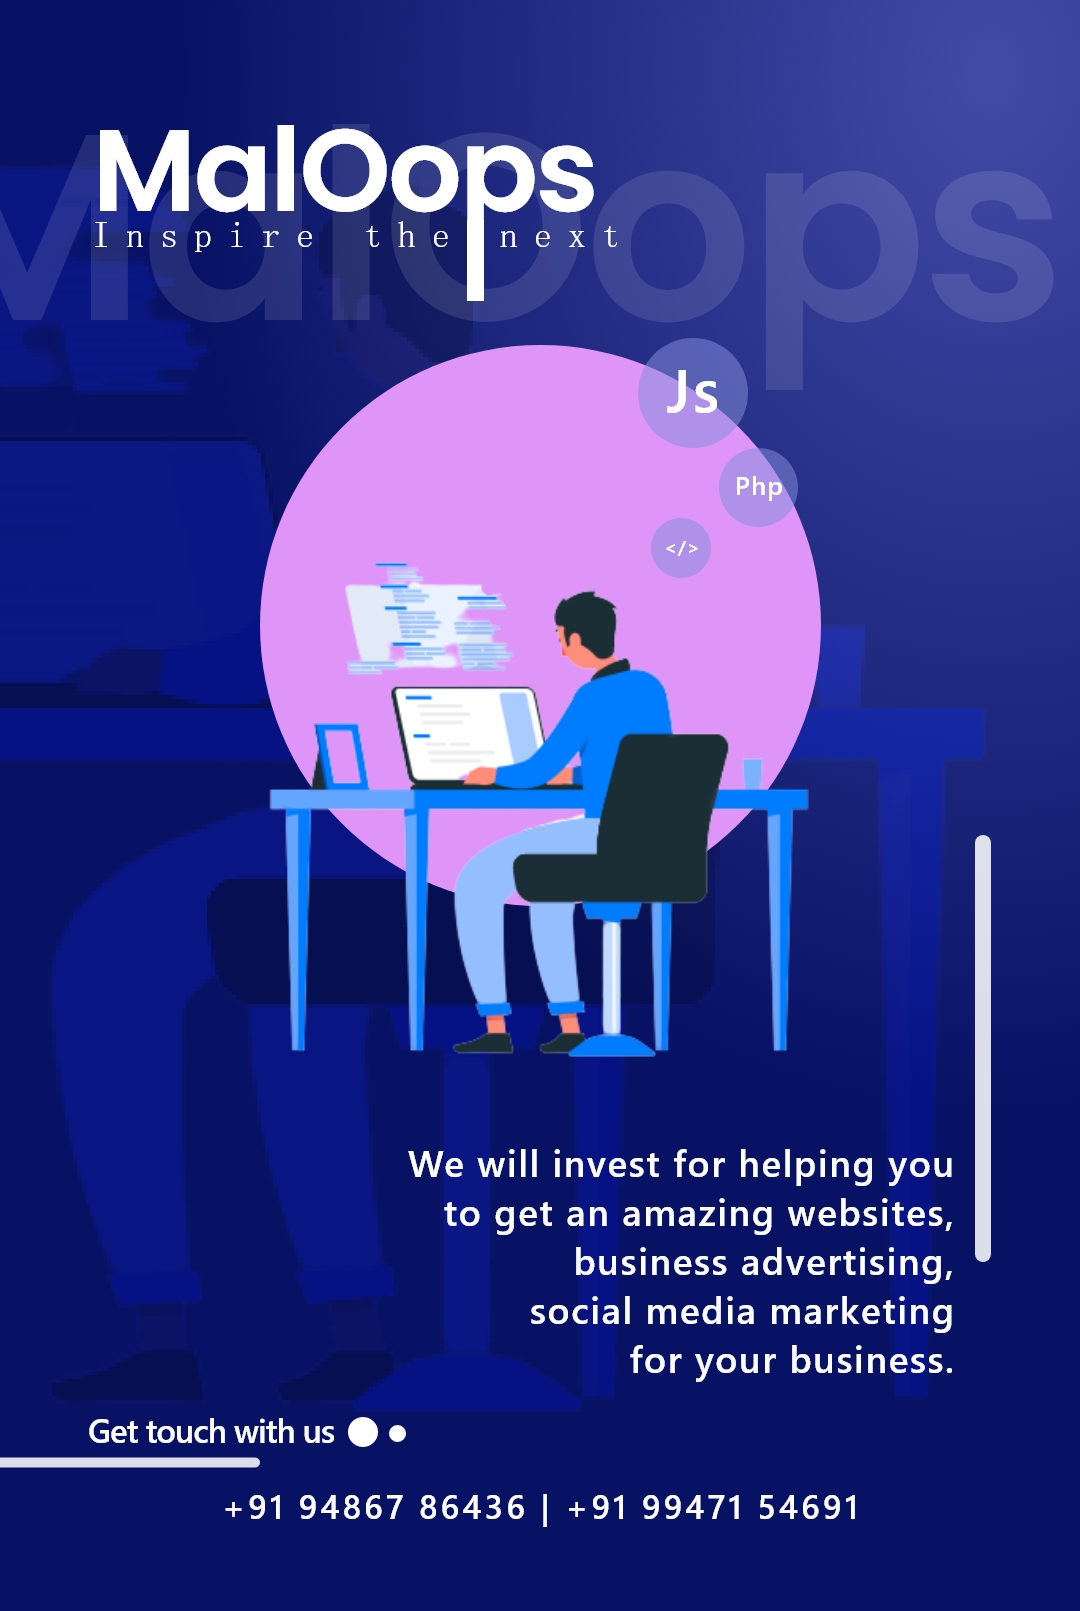 MalOops
Inspire the next
MalOops
Js
Php
</>
We will invest for helping you
to get an amazing websites,
business advertising,
social media marketing
for your business.
Get touch with us
+91 94867 86436 | +91 99471 54691